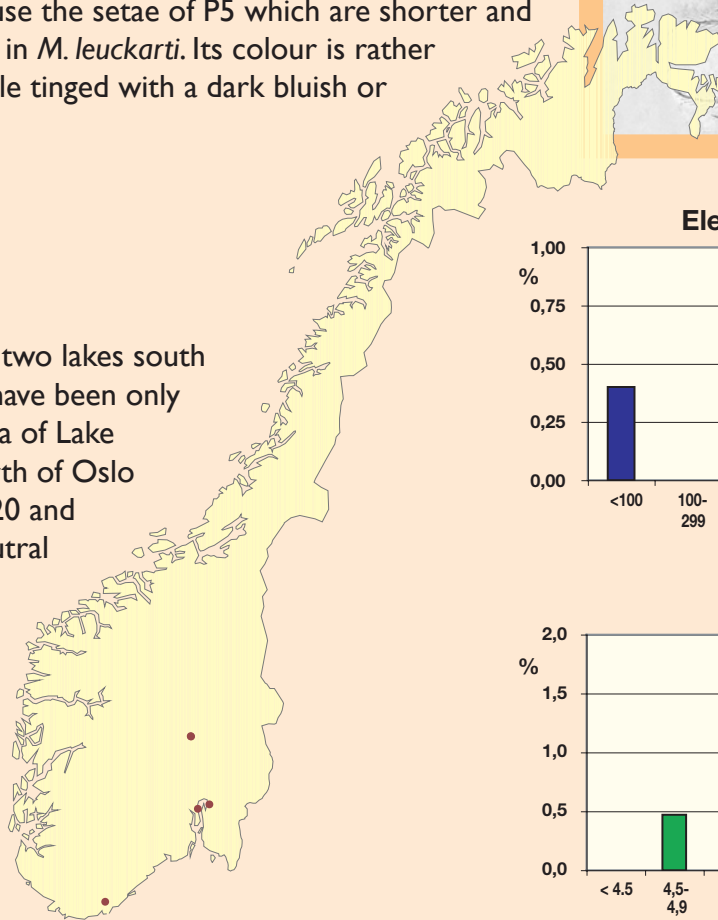 use the setae of P5 which are shorter and
in M. leuckarti. Its colour is rather
le tinged with a dark bluish or
two lakes south
have been only
a of Lake
th of Oslo
20 and
utral
Ele
1,00
%
0,75
0,50
0,25
0,00
<100
100-
299
2,0
%
1,5
1,0
0,5
0,0
< 4.5
4,5-
4,9